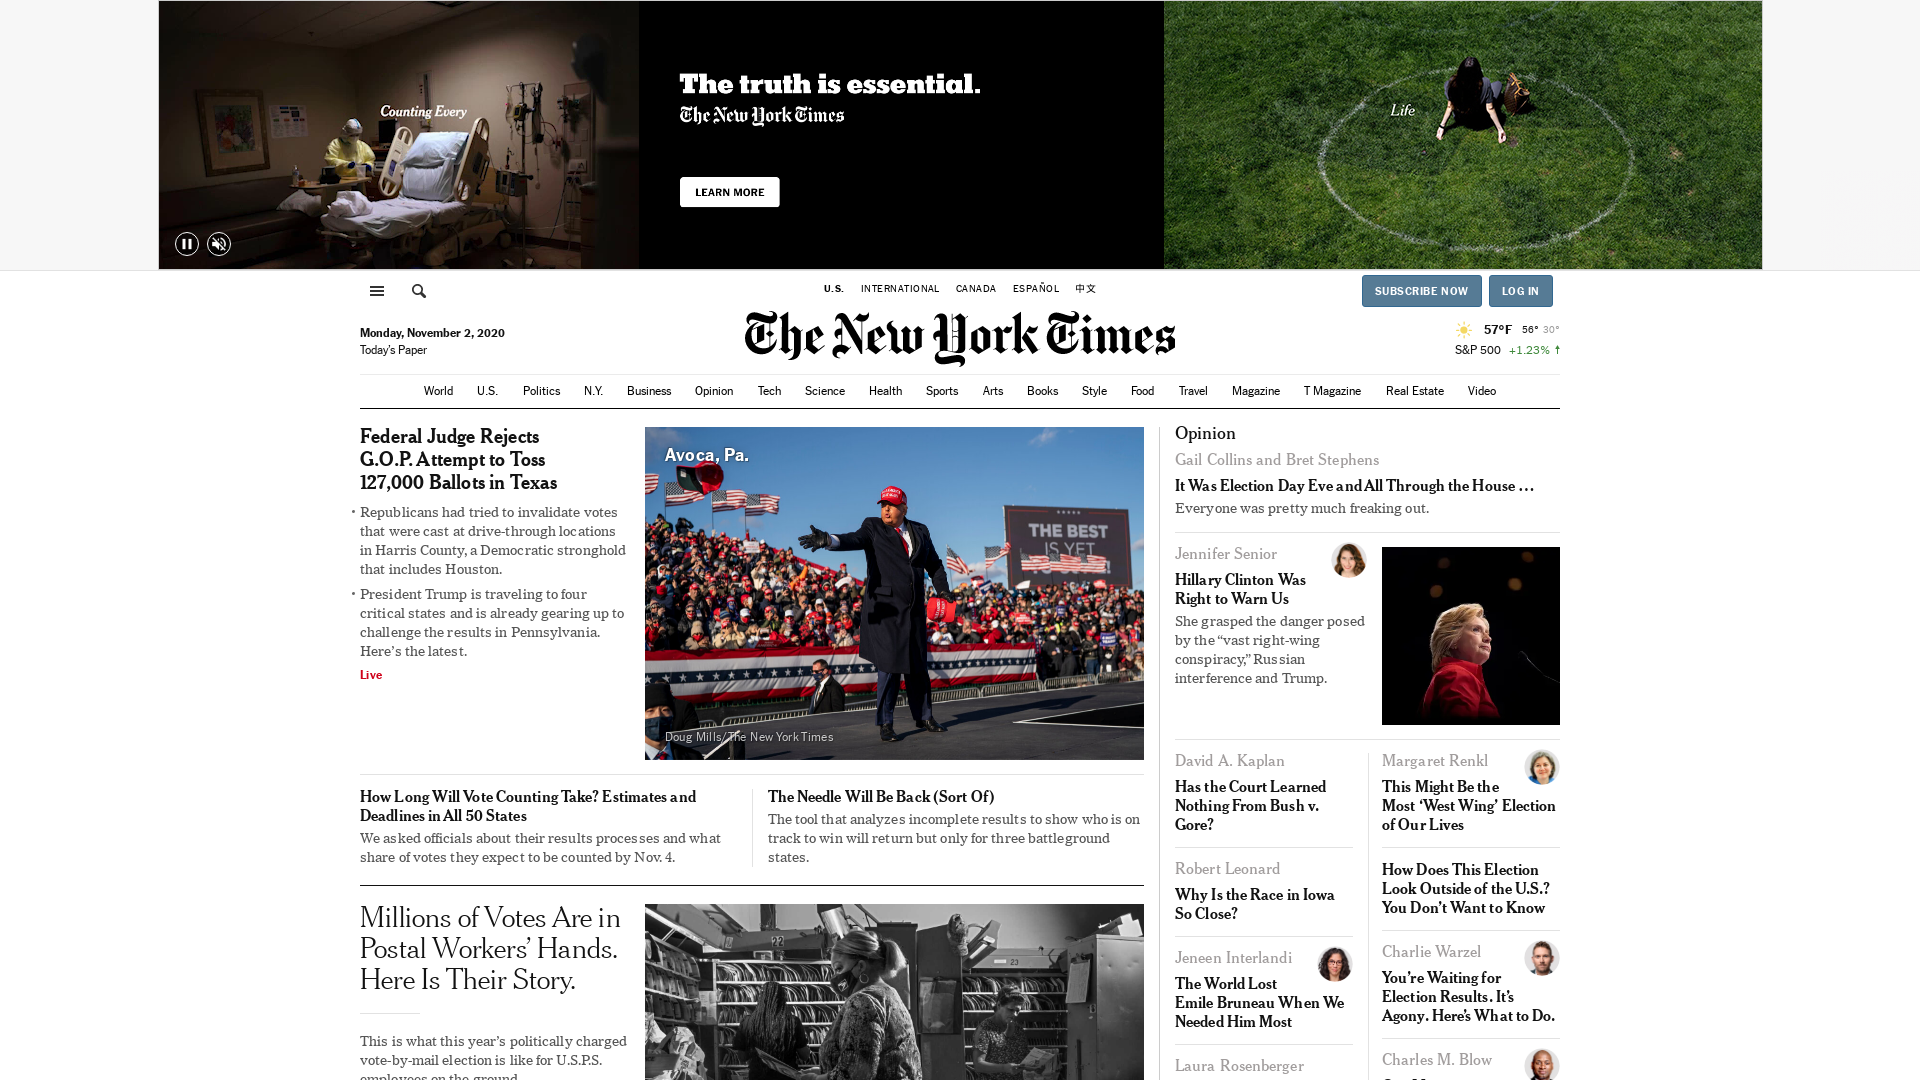 Counting Every
The truth is essential.
The New York Times
LEARN MORE
Life
U.S. INTERNATIONAL CANADA ESPAÑOL 中文
SUBSCRIBE NOW LOG IN
Monday, November 2, 2020
Today's Paper
The New York Times
57°F 56° 30°
S&P 500 +1.23% ↑
World U.S. Politics N.Y. Business Opinion Tech Science Health Sports Arts Books Style Food Travel Magazine T Magazine Real Estate Video
Federal Judge Rejects
G.O.P. Attempt to Toss
127,000 Ballots in Texas
• Republicans had tried to invalidate votes
that were cast at drive-through locations
in Harris County, a Democratic stronghold
that includes Houston.
• President Trump is traveling to four
critical states and is already gearing up to
challenge the results in Pennsylvania.
Here's the latest.
Live
Avoca, Pa.
THE BEST
IS YET
Doug Mills/The New York Times
How Long Will Vote Counting Take? Estimates and
Deadlines in All 50 States
We asked officials about their results processes and what
share of votes they expect to be counted by Nov. 4.
The Needle Will Be Back (Sort Of)
The tool that analyzes incomplete results to show who is on
track to win will return but only for three battleground
states.
Millions of Votes Are in
Postal Workers' Hands.
Here Is Their Story.
This is what this year's politically charged
vote-by-mail election is like for U.S.P.S.
employees on the ground.
22
23
Opinion
Gail Collins and Bret Stephens
It Was Election Day Eve and All Through the House …
Everyone was pretty much freaking out.
Jennifer Senior
Hillary Clinton Was
Right to Warn Us
She grasped the danger posed
by the “vast right-wing
conspiracy,” Russian
interference and Trump.
David A. Kaplan
Has the Court Learned
Nothing From Bush v.
Gore?
Robert Leonard
Why Is the Race in Iowa
So Close?
Jeneen Interlandi
The World Lost
Emile Bruneau When We
Needed Him Most
Laura Rosenberger
Margaret Renkl
This Might Be the
Most ‘West Wing’ Election
of Our Lives
How Does This Election
Look Outside of the U.S.?
You Don't Want to Know
Charlie Warzel
You're Waiting for
Election Results. It's
Agony. Here's What to Do.
Charles M. Blow